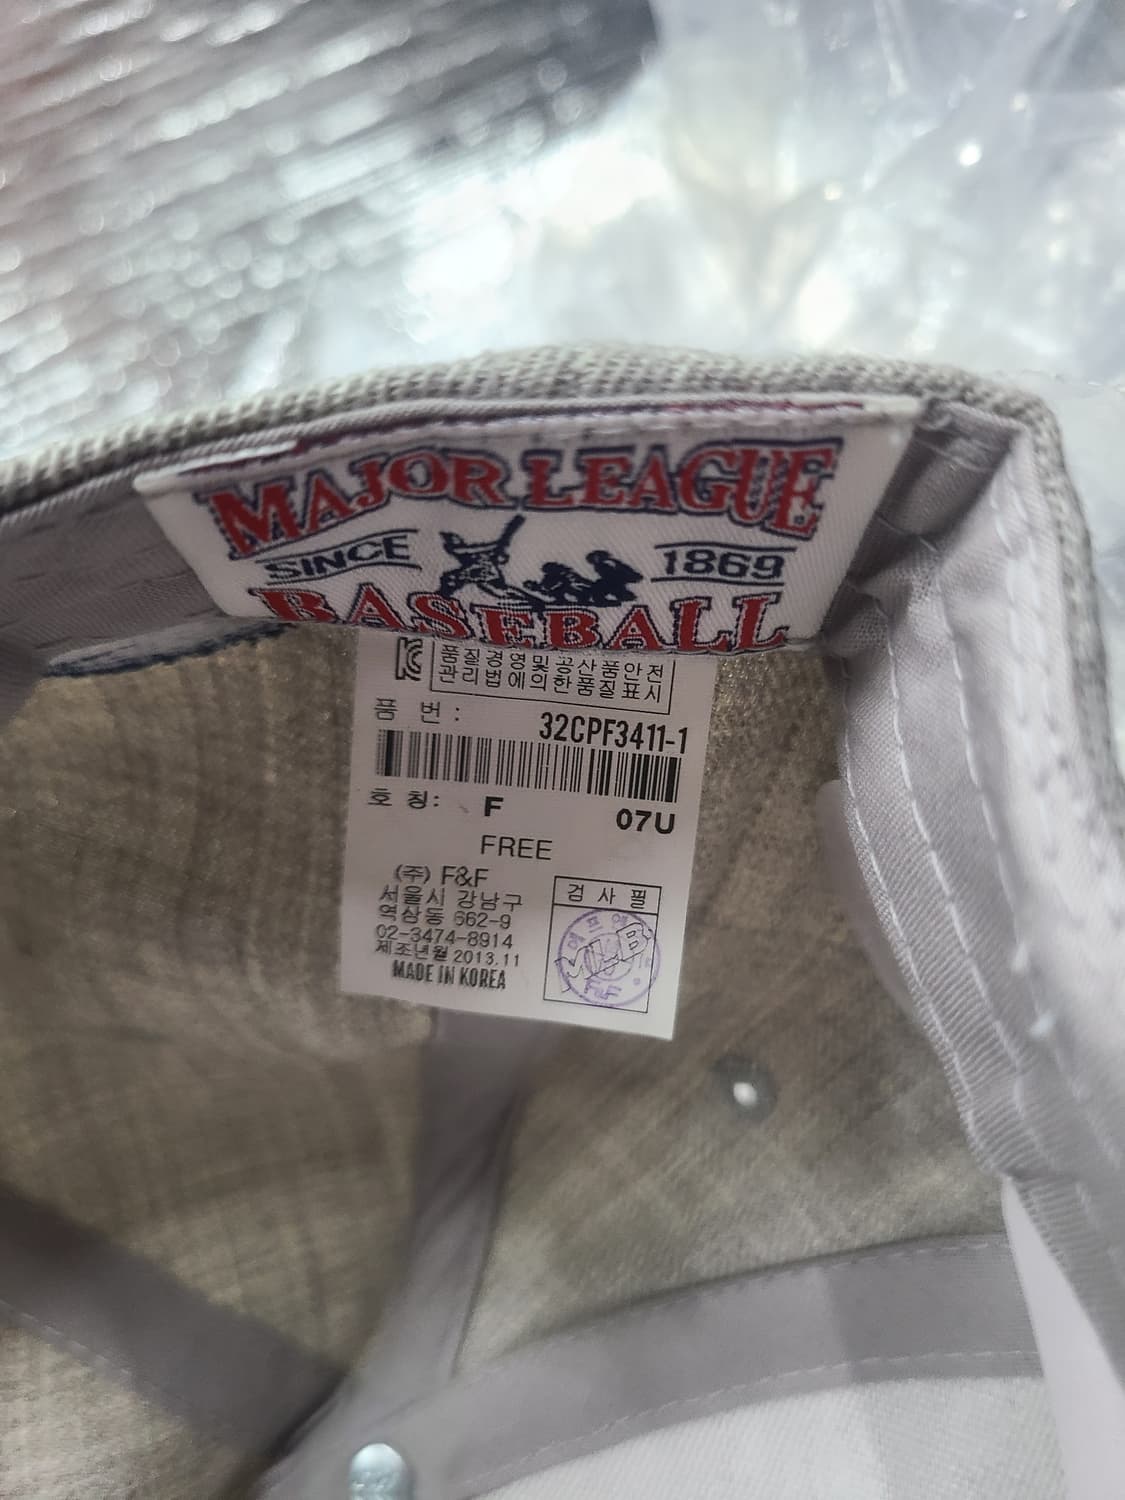 MAJOR LEAGUE
SINCE 1869
BASEBALL
품질경영및공산품안전
관리법에의한품질표시
품 번 : 32CPF3411-1
호 칭: F 07U
FREE
(주) F&F
서울시 강남구
역삼동 662-9
02-3474-8914
제조년월 2013.11
MADE IN KOREA
검 사 필
F&F